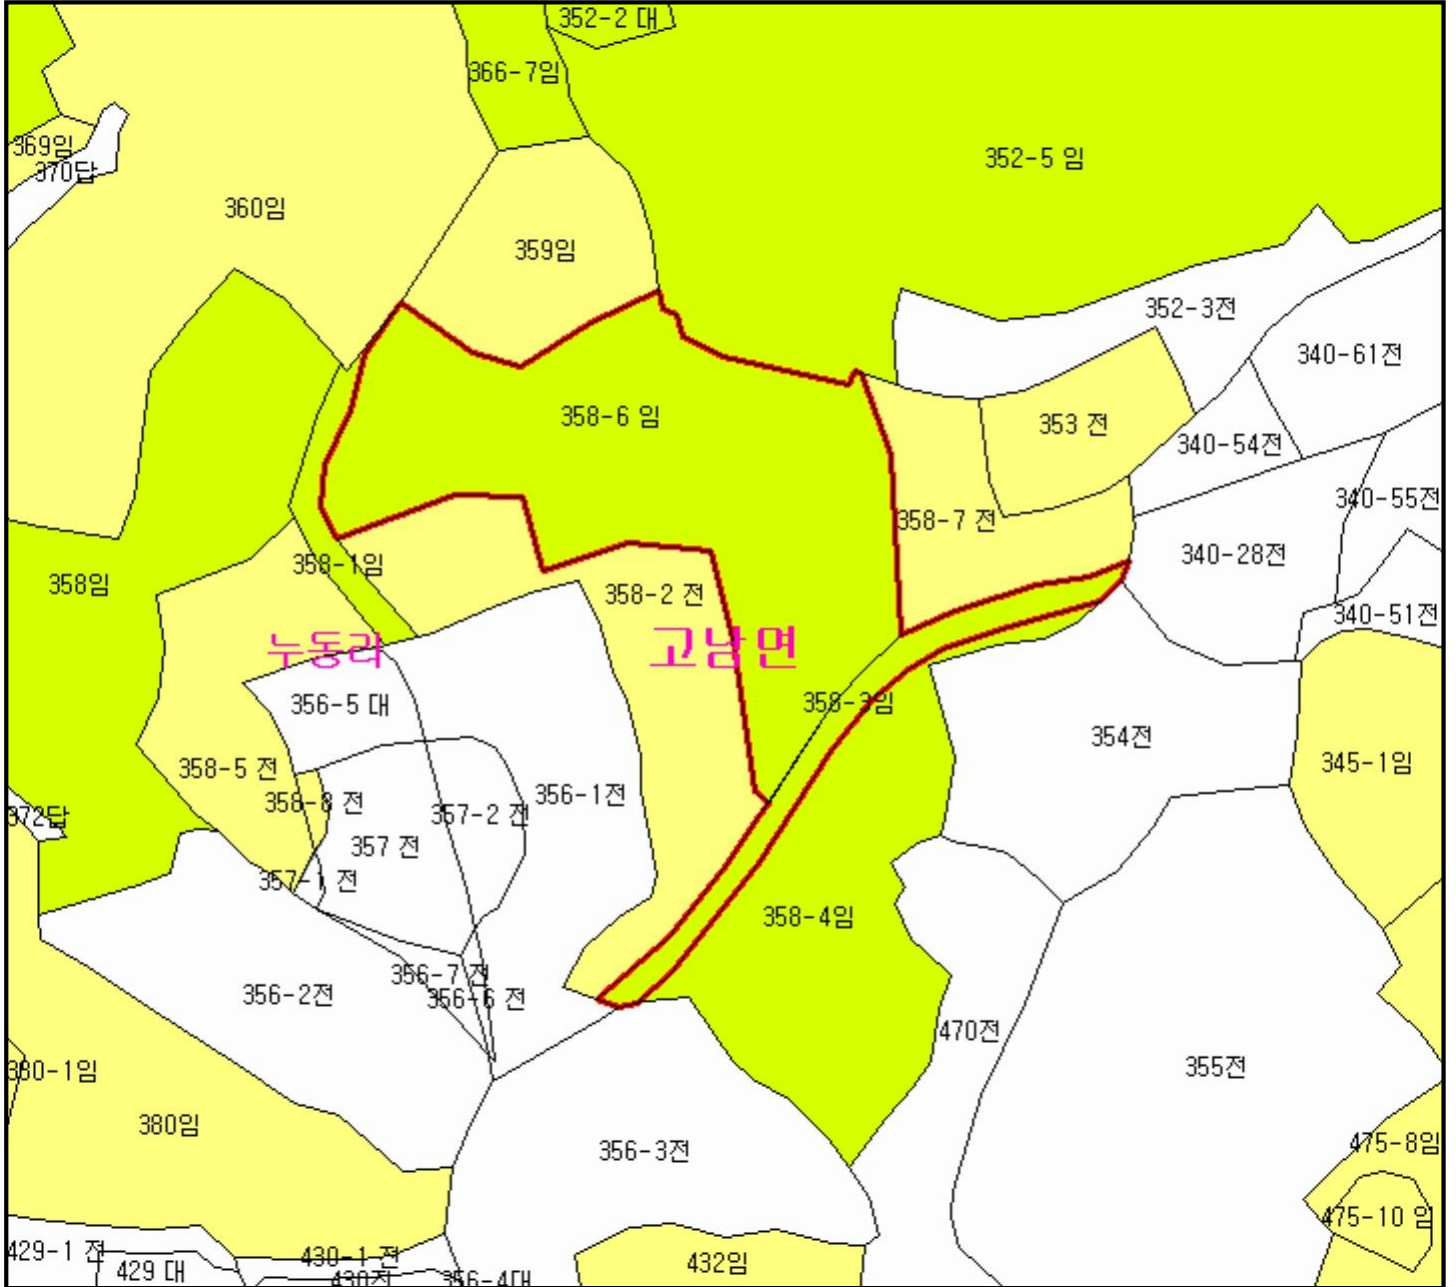 352-2 대
366-7임
369임
370답
352-5 임
360임
359임
352-3전
340-61전
358-6 임
353 전
340-54전
340-55전
358-7 전
340-28전
358-1임
358임
358-2 전
340-51전
누동리
고남면
356-5 대
358-3임
354전
345-1임
358-5 전
358-8 전
356-1전
372답
357-2 전
357 전
357-1 전
358-4임
356-7 전
356-2전
356-6 전
470전
355전
380-1임
380임
356-3전
475-8임
475-10 임
429-1 전
430-1 전
432임
429 대
430전
356-4대